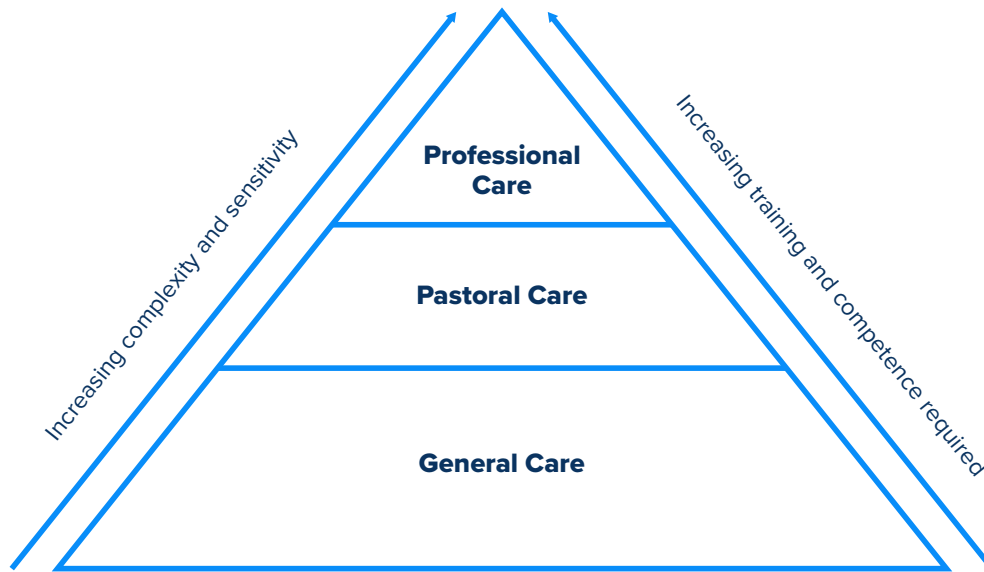 Increasing complexity and sensitivity
Increasing training and competence required
Professional
Care
Pastoral Care
General Care